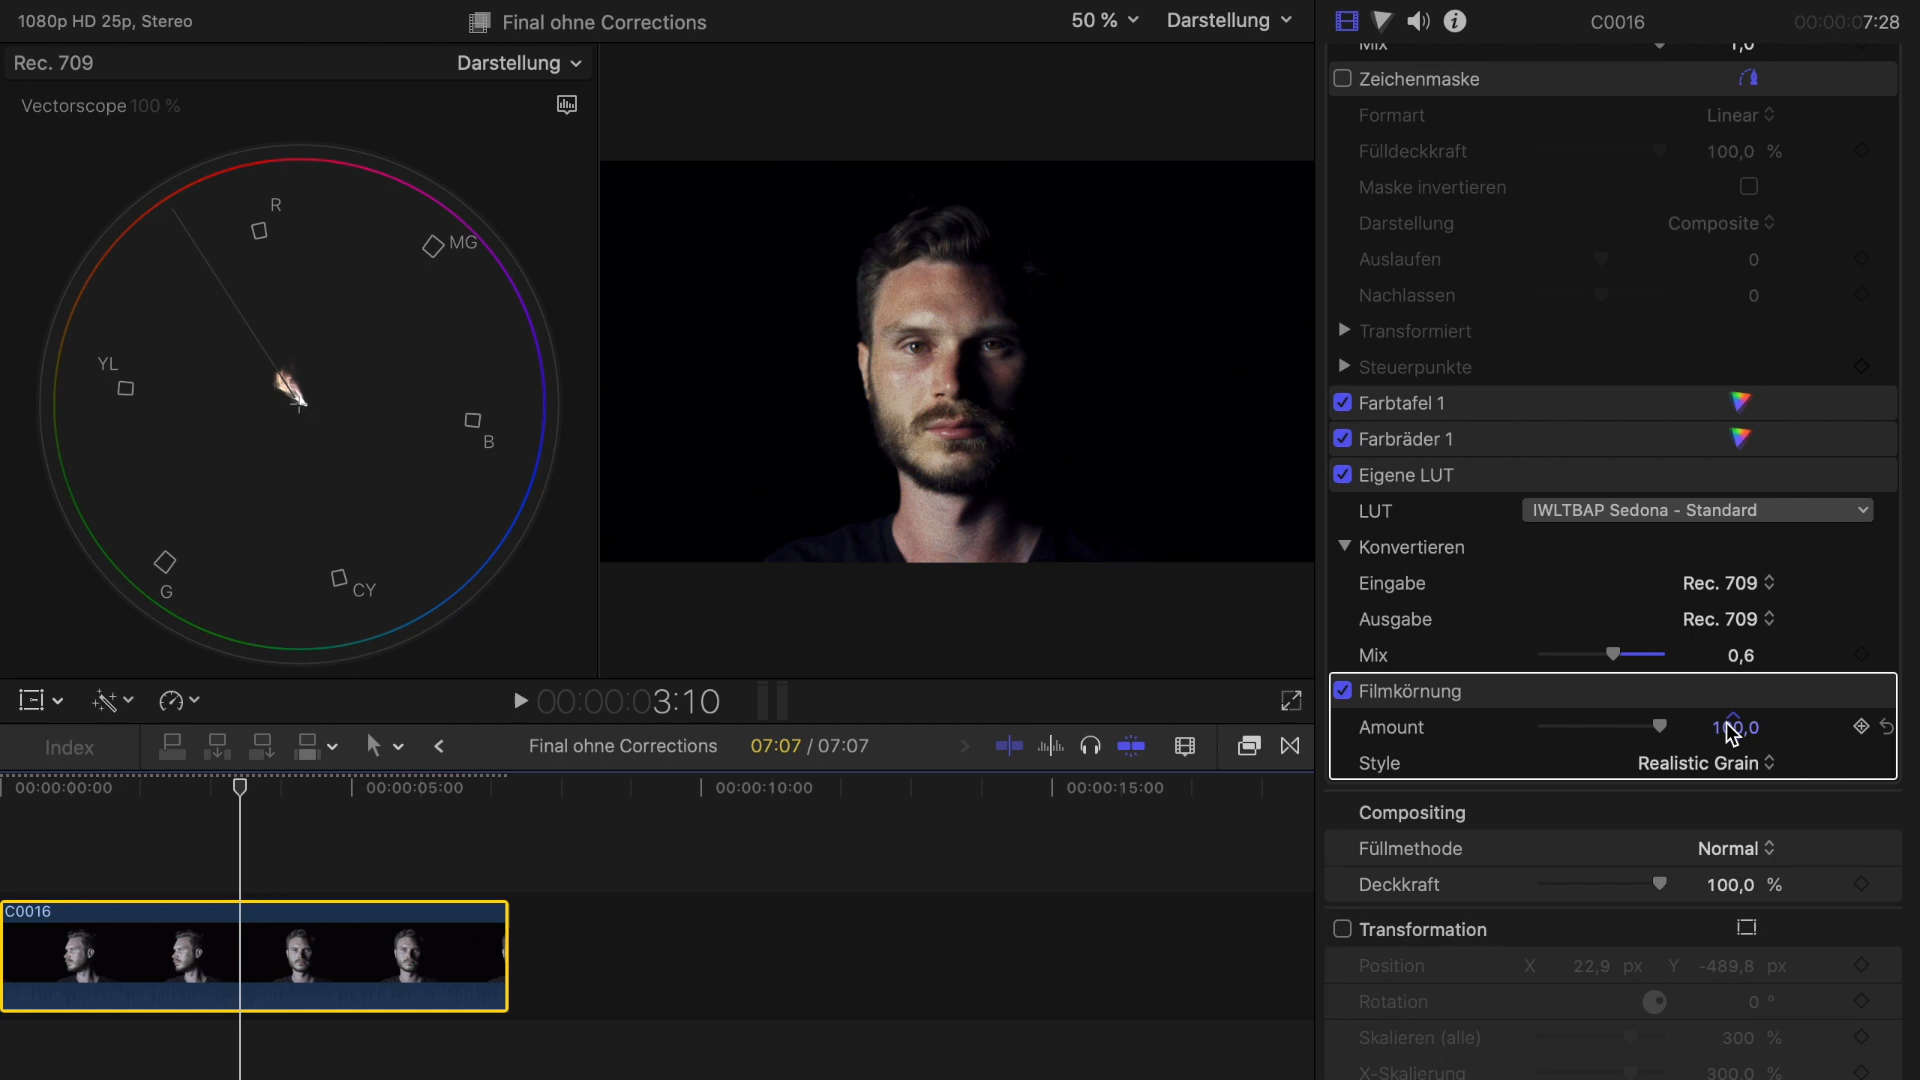 1080p HD 25p, Stereo
Final ohne Corrections
50 %
Darstellung
C0016
00:00:07:28
Rec. 709
Darstellung
Vectorscope 100 %
R
MG
YL
B
G
CY
Mix
1,0
Zeichenmaske
Formart
Linear
Fülldeckkraft
100,0 %
Maske invertieren
Darstellung
Composite
Auslaufen
0
Nachlassen
0
Transformiert
Steuerpunkte
Farbtafel 1
Farbräder 1
Eigene LUT
LUT
IWLTBAP Sedona - Standard
Konvertieren
Eingabe
Rec. 709
Ausgabe
Rec. 709
Mix
0,6
Filmkörnung
Amount
100,0
Style
Realistic Grain
Compositing
Füllmethode
Normal
Deckkraft
100,0 %
Transformation
Position
X 22,9 px Y -489,8 px
Rotation
0 °
Skalieren (alle)
300 %
X-Skalierung
300,0 %
00:00:03:10
Index
Final ohne Corrections
07:07 / 07:07
00:00:00:00
00:00:05:00
00:00:10:00
00:00:15:00
C0016